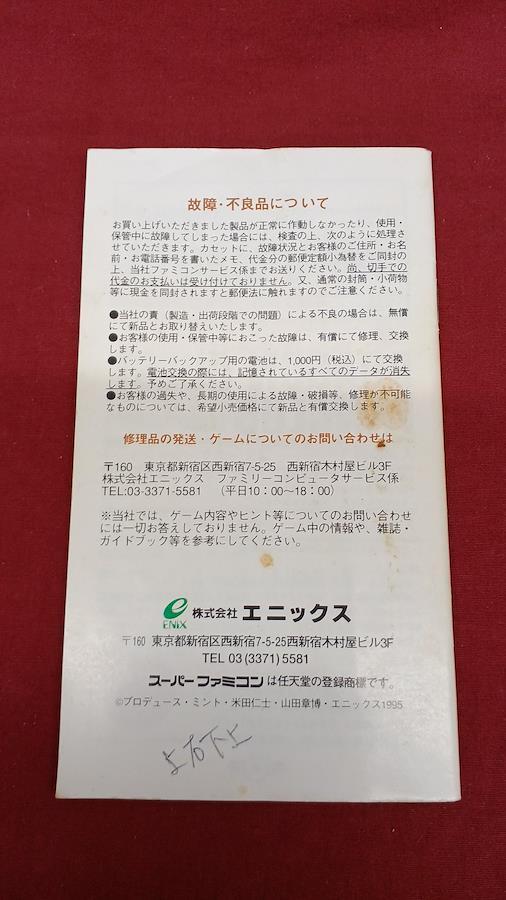 故障・不良品について
お買い上げいただきました製品が正常に作動しなかったり、使用・
保管中に故障してしまった場合には、検査の上、次のように処理さ
せていただきます。カセットに、故障状況とお客様のご住所・お名
前・お電話番号を書いたメモ、代金分の郵便定額小為替をご同封の
上、当社ファミコンサービス係までお送りください。尚、切手での
代金のお支払いは受け付けておりません。又、通常の封筒・小荷物
等に現金を同封されますと郵便法に触れますのでご注意ください。
●当社の責（製造・出荷段階での問題）による不良の場合は、無償
にて新品とお取り替えいたします。
●お客様の使用・保管中等におこった故障は、有償にて修理、交換
します。
●バッテリーバックアップ用の電池は、1,000円（税込）にて交換
します。電池交換の際には、記憶されているすべてのデータが消失
します。予めご了承ください。
●お客様の過失や、長期の使用による故障・破損等、修理が不可能
なものについては、希望小売価格にて新品と有償交換します。
修理品の発送・ゲームについてのお問い合わせは
〒160 東京都新宿区西新宿7-5-25 西新宿木村屋ビル3F
株式会社エニックス ファミリーコンピュータサービス係
TEL:03-3371-5581 （平日10：00〜18：00）
※当社では、ゲーム内容やヒント等についてのお問い合わせ
には一切お答えしておりません。ゲーム中の情報や、雑誌・
ガイドブック等を参考にしてください。
ENIX 株式会社 エニックス
〒160 東京都新宿区西新宿7-5-25西新宿木村屋ビル3F
TEL 03(3371)5581
スーパーファミコンは任天堂の登録商標です。
©プロデュース・ミント・米田仁士・山田章博・エニックス1995
上右下上